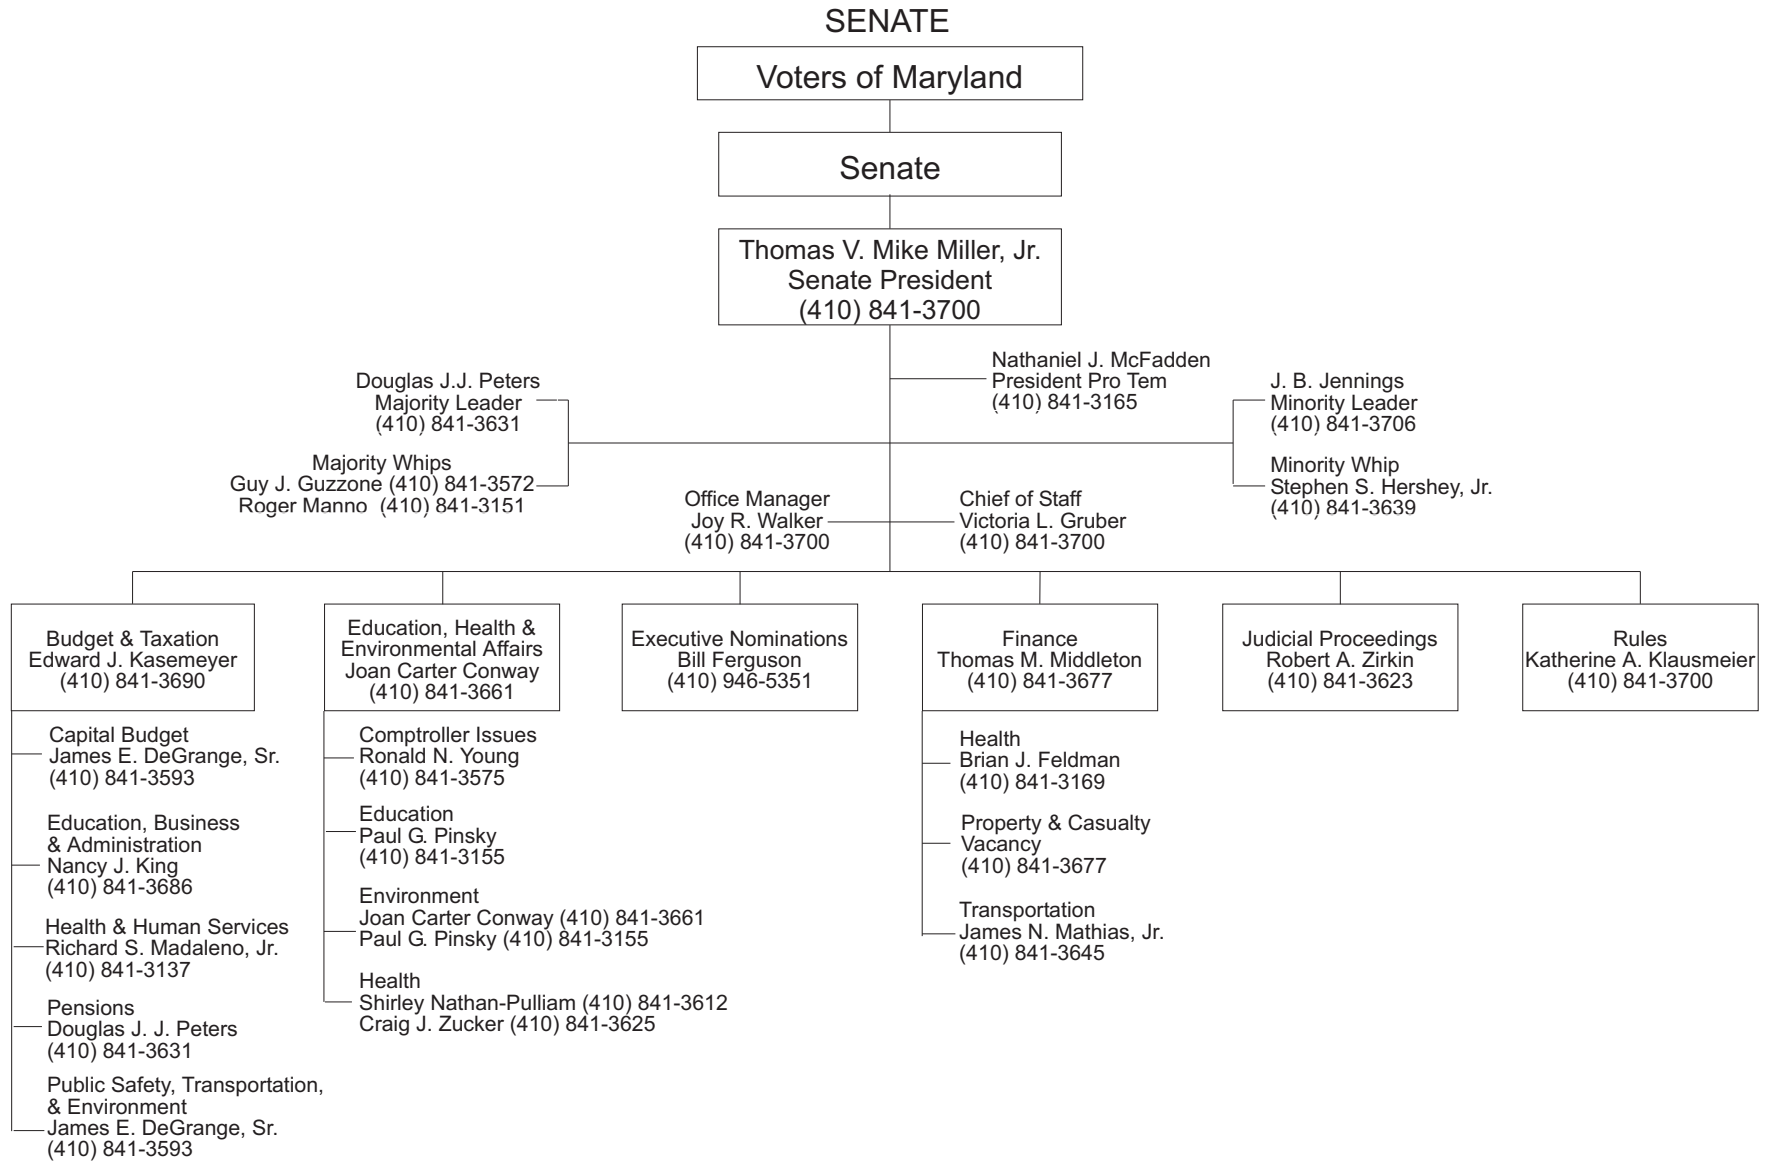 SENATE
Voters of Maryland
Senate
Thomas V. Mike Miller, Jr.
Senate President
(410) 841-3700
Nathaniel J. McFadden
President Pro Tem
(410) 841-3165
Douglas J.J. Peters
Majority Leader
(410) 841-3631
J. B. Jennings
Minority Leader
(410) 841-3706
Majority Whips
Guy J. Guzzone (410) 841-3572
Roger Manno (410) 841-3151
Minority Whip
Stephen S. Hershey, Jr.
(410) 841-3639
Office Manager
Joy R. Walker
(410) 841-3700
Chief of Staff
Victoria L. Gruber
(410) 841-3700
Budget & Taxation
Edward J. Kasemeyer
(410) 841-3690
Education, Health &
Environmental Affairs
Joan Carter Conway
(410) 841-3661
Executive Nominations
Bill Ferguson
(410) 946-5351
Finance
Thomas M. Middleton
(410) 841-3677
Judicial Proceedings
Robert A. Zirkin
(410) 841-3623
Rules
Katherine A. Klausmeier
(410) 841-3700
Capital Budget
James E. DeGrange, Sr.
(410) 841-3593
Education, Business
& Administration
Nancy J. King
(410) 841-3686
Health & Human Services
Richard S. Madaleno, Jr.
(410) 841-3137
Pensions
Douglas J. J. Peters
(410) 841-3631
Public Safety, Transportation,
& Environment
James E. DeGrange, Sr.
(410) 841-3593
Comptroller Issues
Ronald N. Young
(410) 841-3575
Education
Paul G. Pinsky
(410) 841-3155
Environment
Joan Carter Conway (410) 841-3661
Paul G. Pinsky (410) 841-3155
Health
Shirley Nathan-Pulliam (410) 841-3612
Craig J. Zucker (410) 841-3625
Health
Brian J. Feldman
(410) 841-3169
Property & Casualty
Vacancy
(410) 841-3677
Transportation
James N. Mathias, Jr.
(410) 841-3645